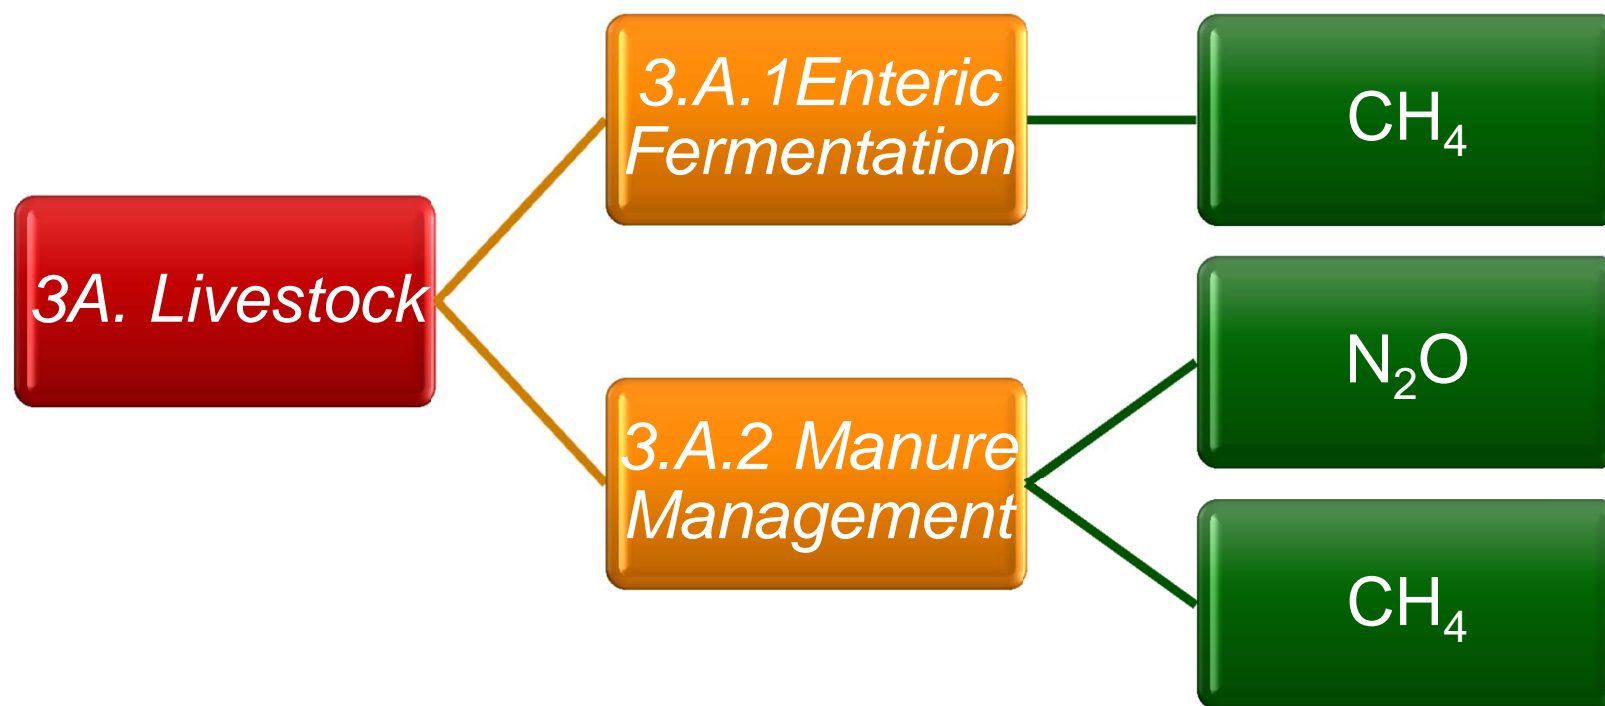 3A. Livestock
3.A.1Enteric
Fermentation
CH₄
3.A.2 Manure
Management
N₂O
CH₄